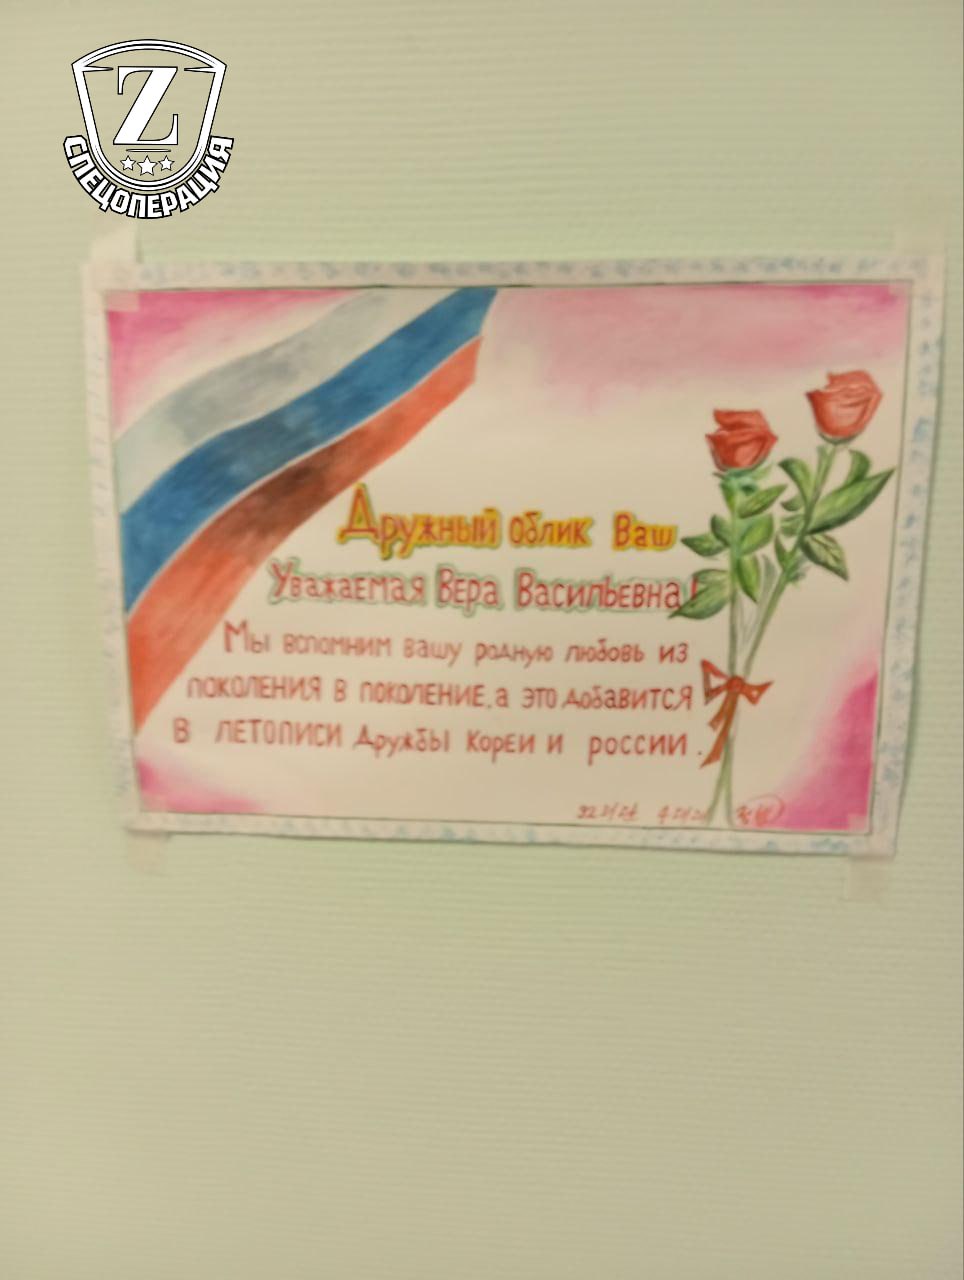 Z
СПЕЦОПЕРАЦИЯ
Дружный облик Ваш
Уважаемая Вера Васильевна!
Мы вспомним вашу родную любовь из
поколения в поколение, а это добавится
в летописи дружбы Кореи и россии.